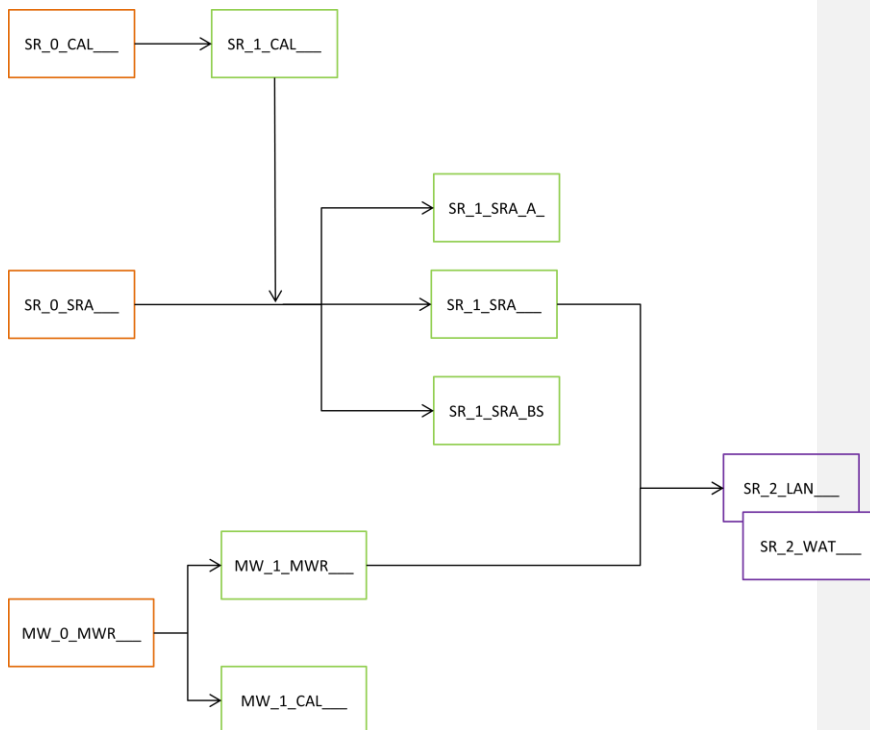 SR_0_CAL___
SR_1_CAL___
SR_1_SRA_A_
SR_0_SRA___
SR_1_SRA___
SR_1_SRA_BS
SR_2_LAN___
SR_2_WAT___
MW_1_MWR___
MW_0_MWR___
MW_1_CAL___